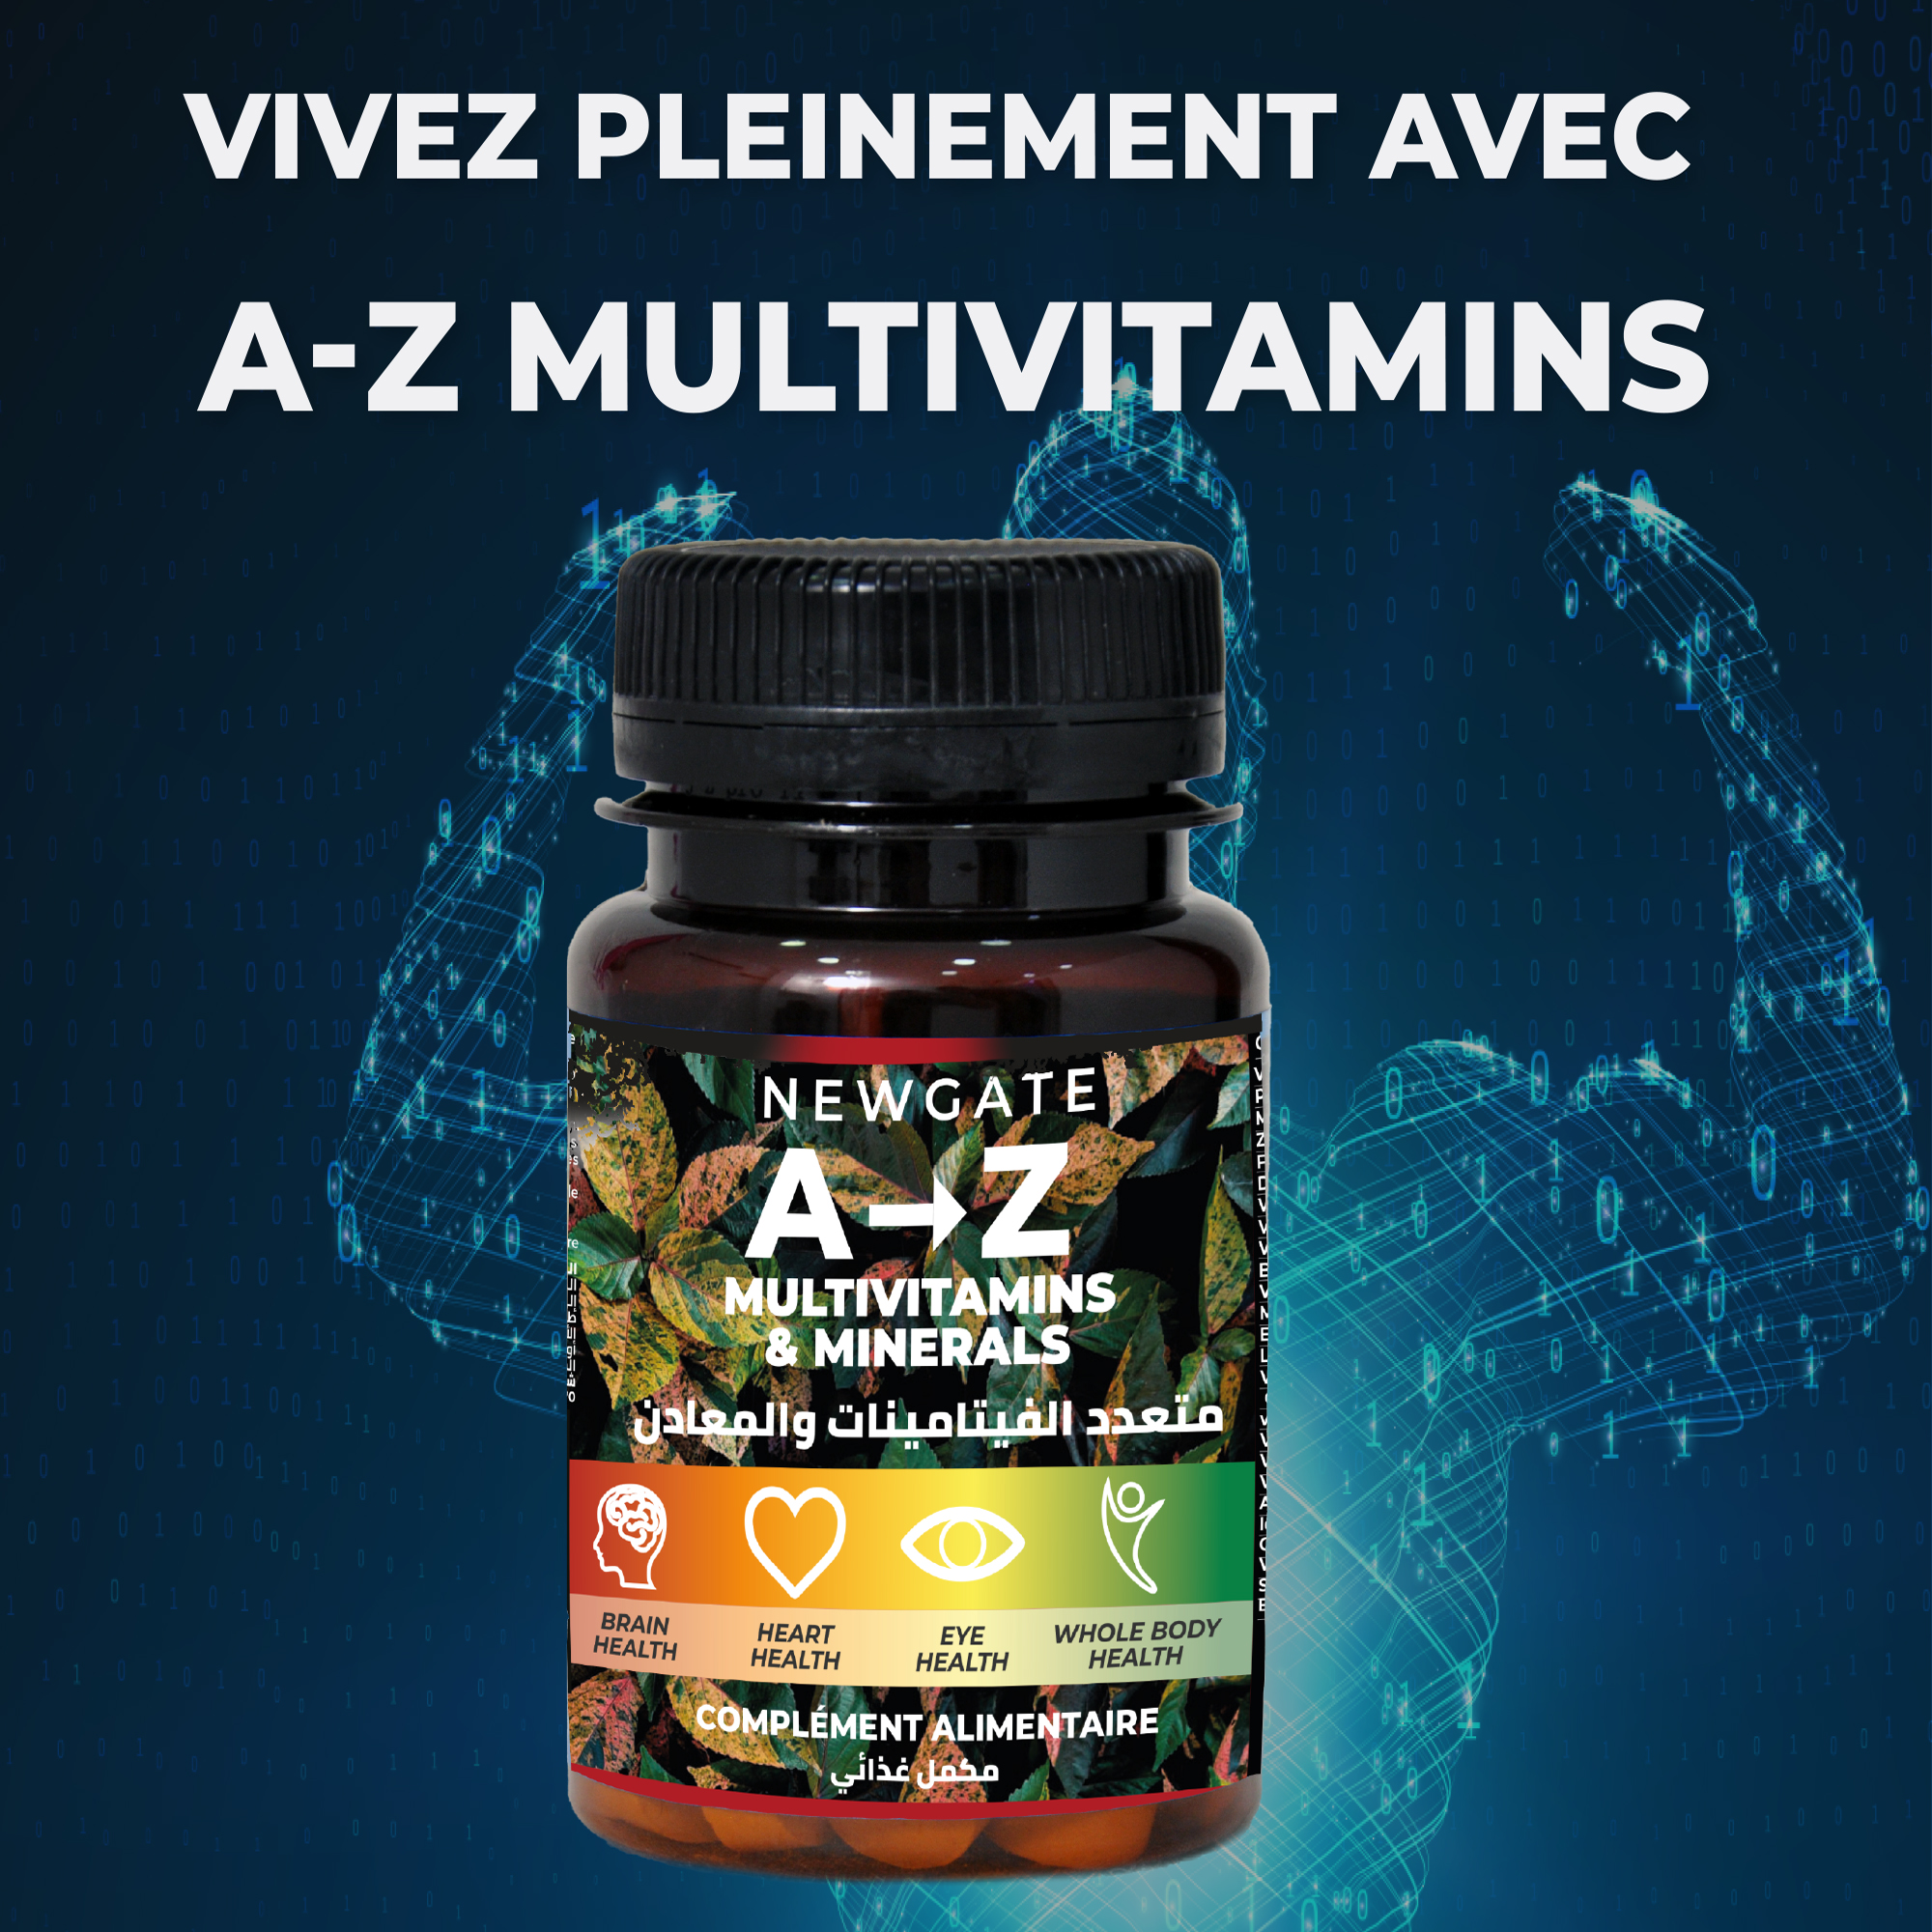 VIVEZ PLEINEMENT AVEC
A-Z MULTIVITAMINS
NEWGATE
A→Z
MULTIVITAMINS
& MINERALS
متعدد الفيتامينات والمعادن
BRAIN
HEALTH
HEART
HEALTH
EYE
HEALTH
WHOLE BODY
HEALTH
COMPLÉMENT ALIMENTAIRE
مكمل غذائي